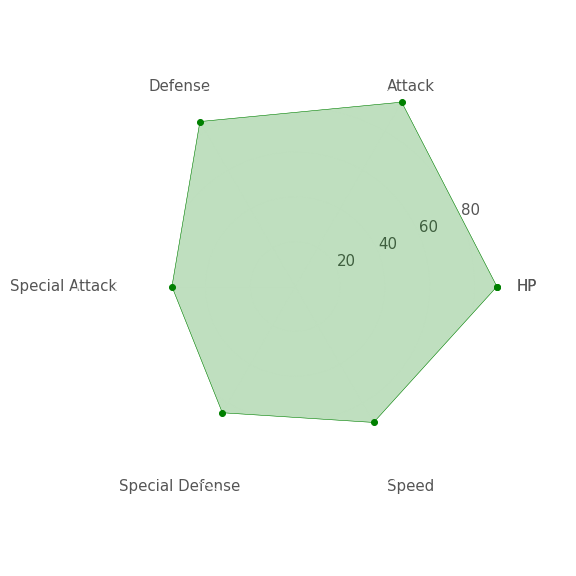 Defense
Attack
80
60
40
20
Special Attack
HP
Special Defense
Speed